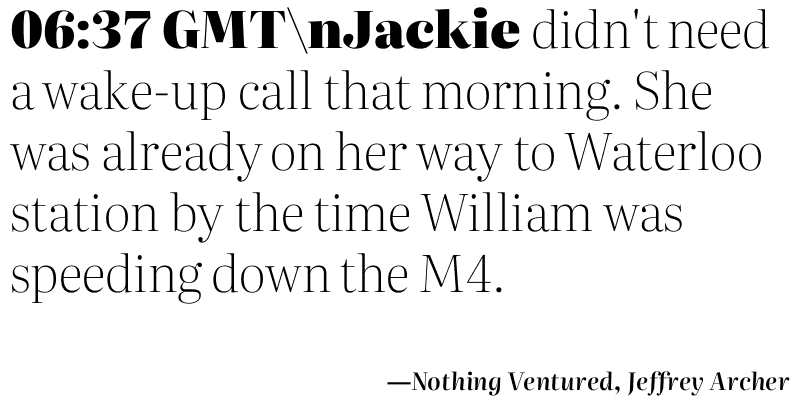 06:37 GMT\nJackie didn't need
a wake-up call that morning. She
was already on her way to Waterloo
station by the time William was
speeding down the M4.
—Nothing Ventured, Jeffrey Archer